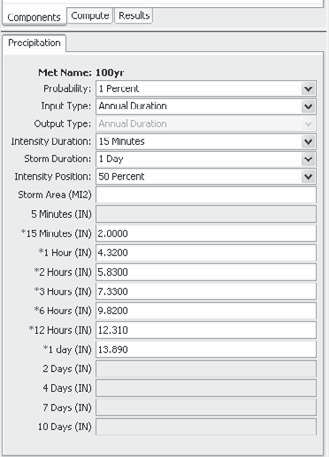 Components Compute Results
Precipitation
Met Name: 100yr
Probability: 1 Percent
Input Type: Annual Duration
Output Type: Annual Duration
Intensity Duration: 15 Minutes
Storm Duration: 1 Day
Intensity Position: 50 Percent
Storm Area (MI2)
5 Minutes (IN)
*15 Minutes (IN) 2.0000
*1 Hour (IN) 4.3200
*2 Hours (IN) 5.8300
*3 Hours (IN) 7.3300
*6 Hours (IN) 9.8200
*12 Hours (IN) 12.310
*1 day (IN) 13.890
2 Days (IN)
4 Days (IN)
7 Days (IN)
10 Days (IN)